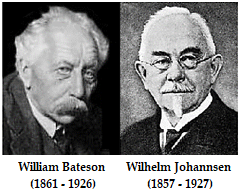 William Bateson
(1861 - 1926)
Wilhelm Johannsen
(1857 - 1927)